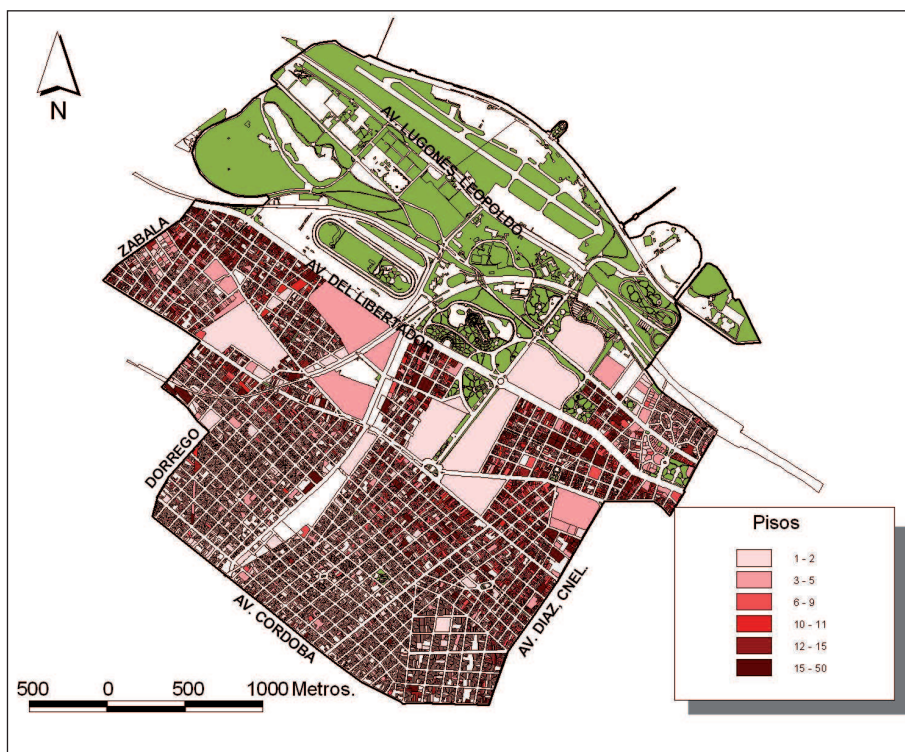 N
AV. LUGONÉS LEOPOLDO.
ZABALA
AV. DEL LIBERTADOR
DORREGO
AV. CORDOBA
AV. DIAZ, CNEL.
Pisos
1 - 2
3 - 5
6 - 9
10 - 11
12 - 15
15 - 50
500 0 500 1000 Metros.